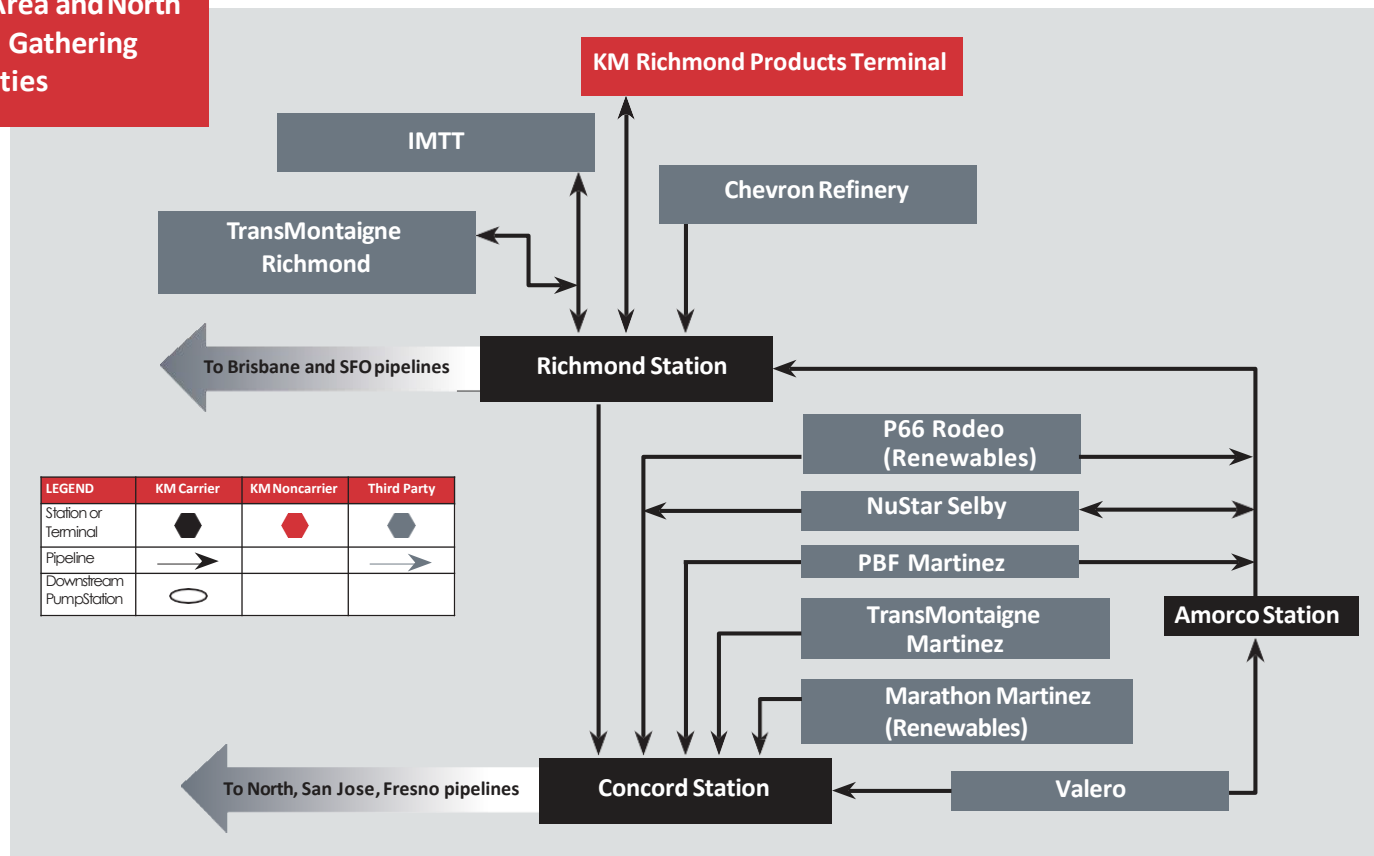 Area and North
Gathering
ties
KM Richmond Products Terminal
IMTT
Chevron Refinery
TransMontaigne
Richmond
To Brisbane and SFO pipelines
Richmond Station
P66 Rodeo
(Renewables)
NuStar Selby
PBF Martinez
TransMontaigne
Martinez
Amorco Station
Marathon Martinez
(Renewables)
LEGEND KM Carrier KM Noncarrier Third Party
Station or
Terminal
Pipeline
Downstream
PumpStation
To North, San Jose, Fresno pipelines
Concord Station
Valero